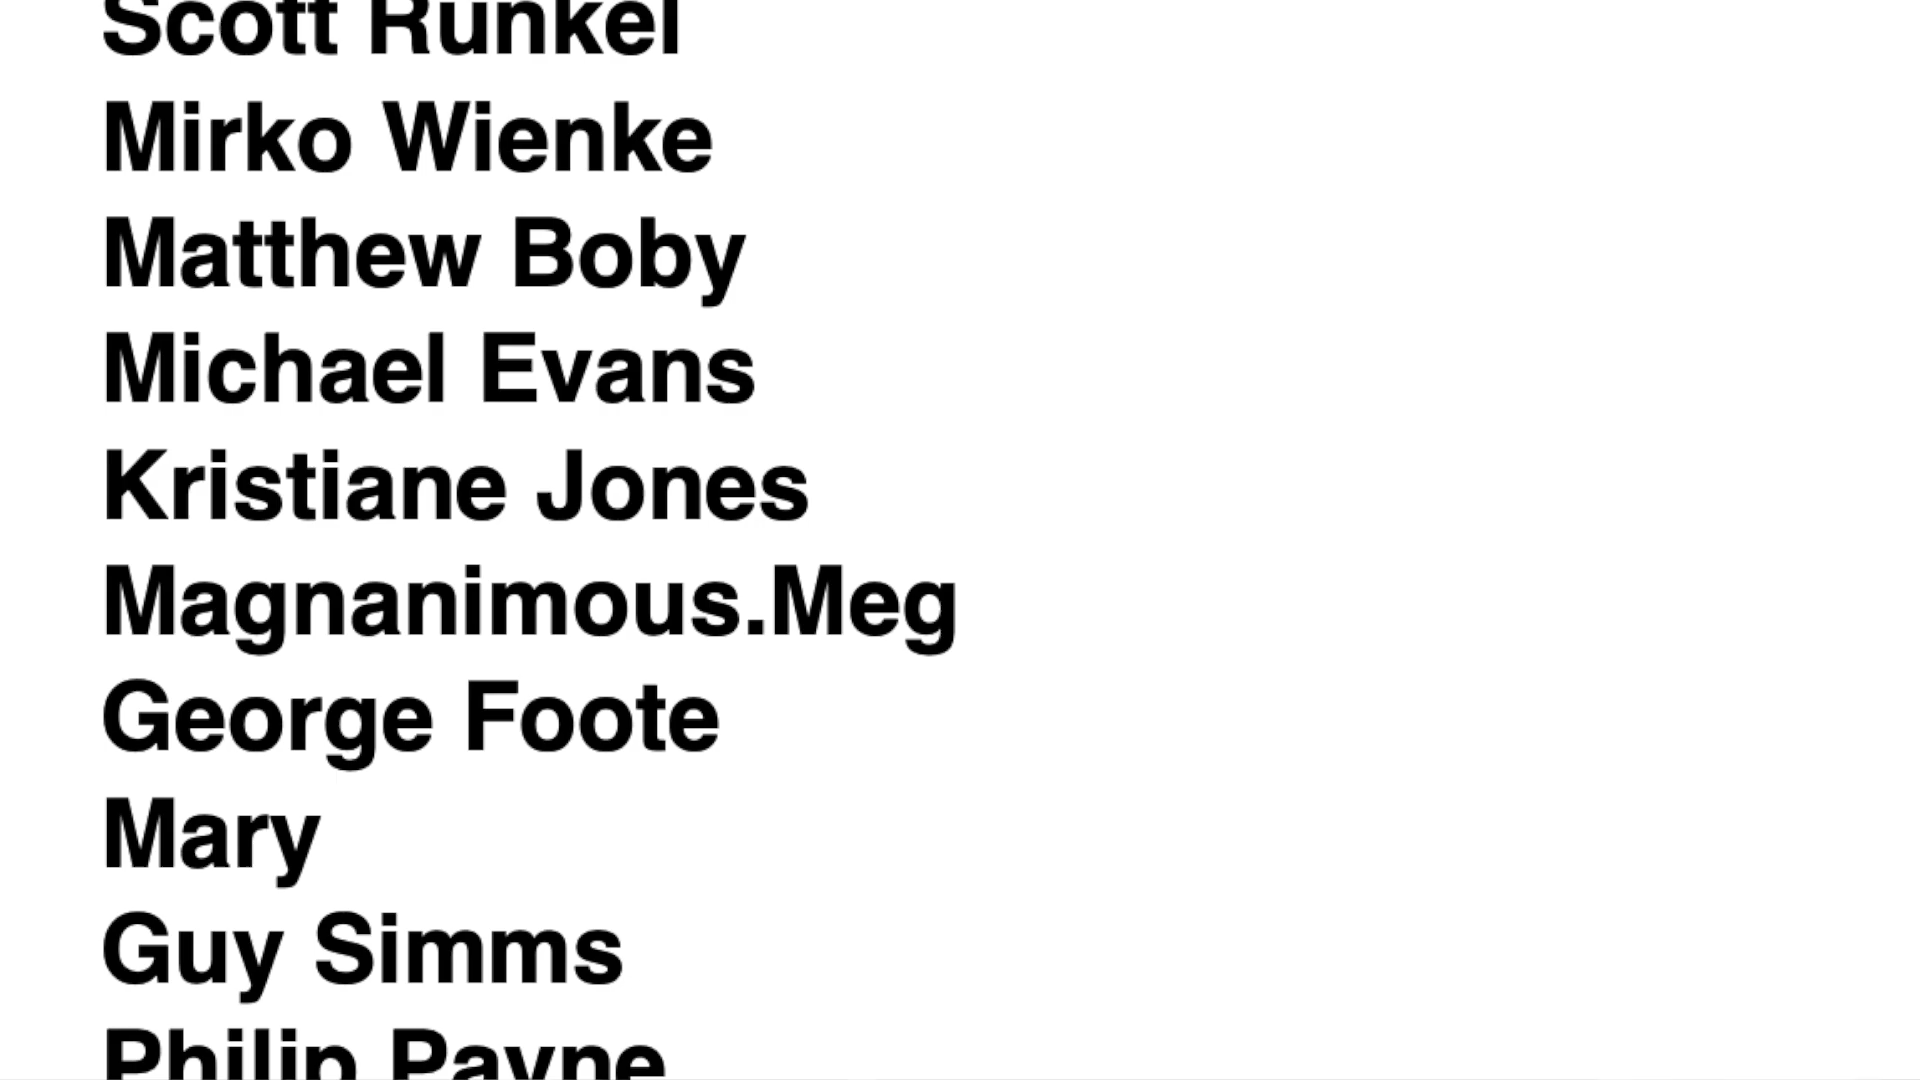 Scott Runkel
Mirko Wienke
Matthew Boby
Michael Evans
Kristiane Jones
Magnanimous.Meg
George Foote
Mary
Guy Simms
Philip Payne